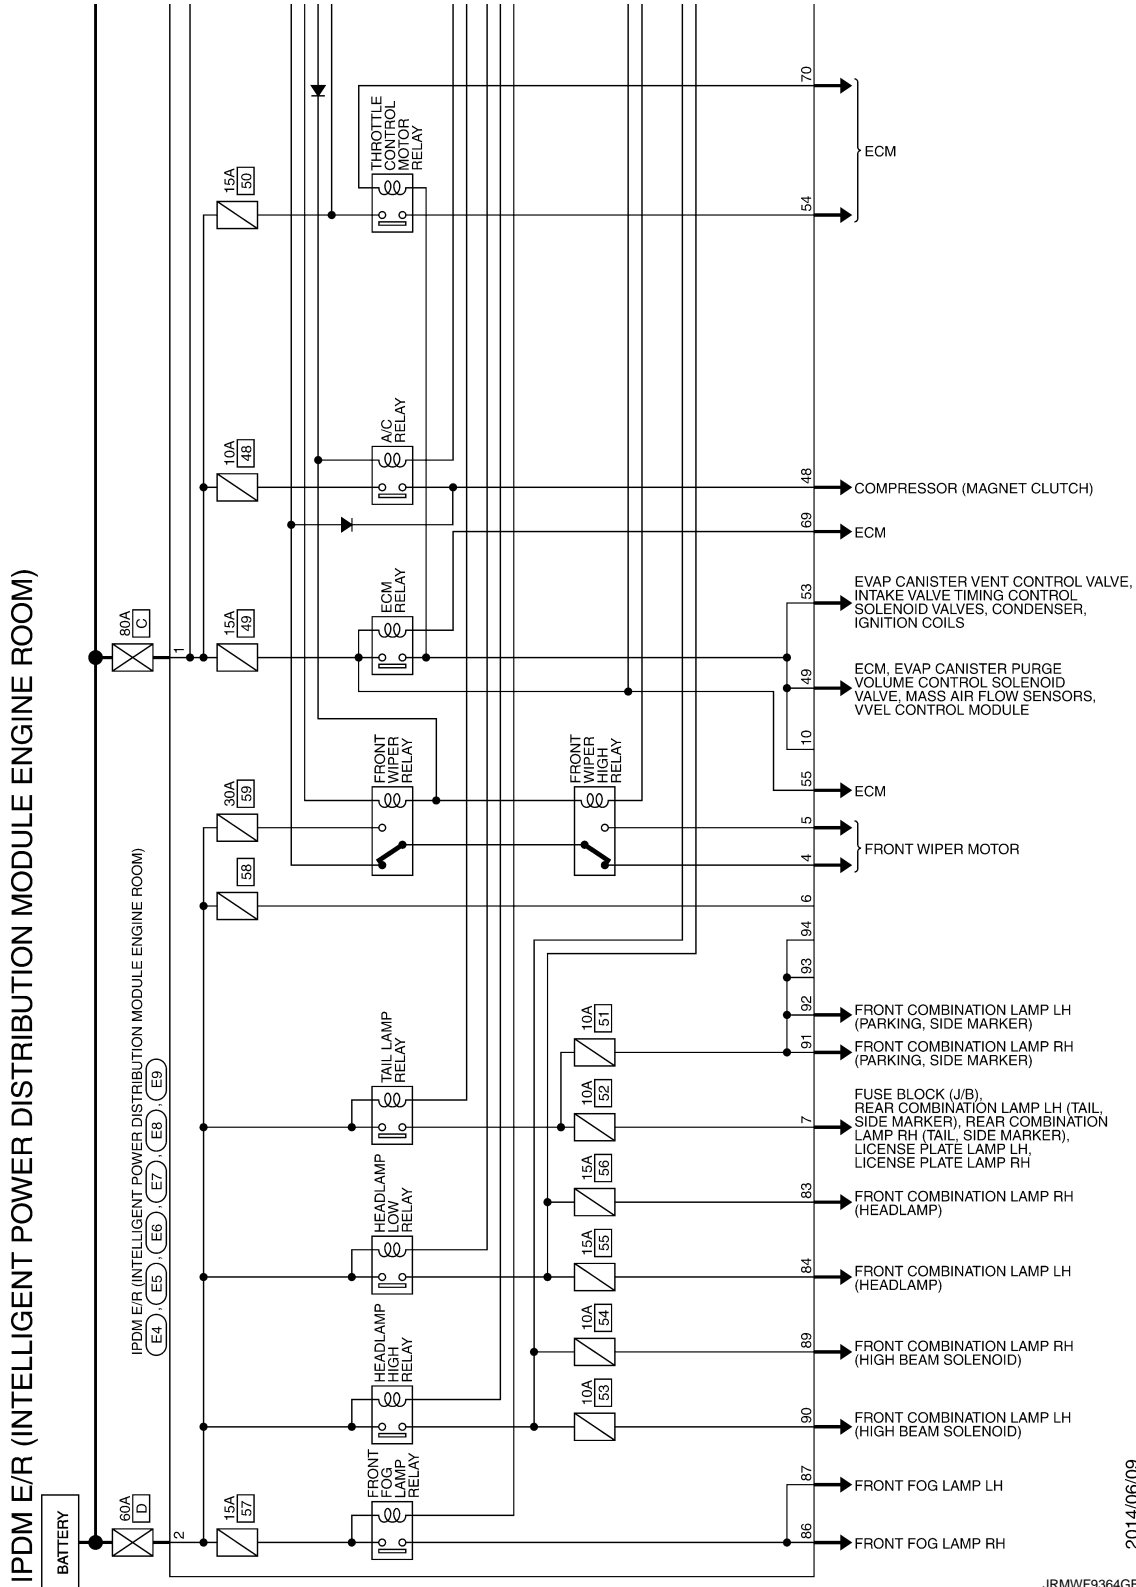 IPDM E/R (INTELLIGENT POWER DISTRIBUTION MODULE ENGINE ROOM)
BATTERY
60A
D
80A
C
IPDM E/R (INTELLIGENT POWER DISTRIBUTION MODULE ENGINE ROOM)
E4 , E5 , E6 , E7 , E8 , E9
2
1
15A
57
58
30A
59
15A
49
10A
48
15A
50
FRONT
FOG
LAMP
RELAY
HEADLAMP
HIGH
RELAY
HEADLAMP
LOW
RELAY
TAIL LAMP
RELAY
FRONT
WIPER
RELAY
FRONT
WIPER
HIGH
RELAY
ECM
RELAY
A/C
RELAY
THROTTLE
CONTROL
MOTOR
RELAY
10A
53
10A
54
15A
55
15A
56
10A
52
10A
51
70
54
ECM
48
COMPRESSOR (MAGNET CLUTCH)
69
ECM
53
EVAP CANISTER VENT CONTROL VALVE,
INTAKE VALVE TIMING CONTROL
SOLENOID VALVES, CONDENSER,
IGNITION COILS
49
ECM, EVAP CANISTER PURGE
VOLUME CONTROL SOLENOID
VALVE, MASS AIR FLOW SENSORS,
VVEL CONTROL MODULE
10
55
ECM
5
4
FRONT WIPER MOTOR
6
94
93
92
FRONT COMBINATION LAMP LH
(PARKING, SIDE MARKER)
91
FRONT COMBINATION LAMP RH
(PARKING, SIDE MARKER)
7
FUSE BLOCK (J/B),
REAR COMBINATION LAMP LH (TAIL,
SIDE MARKER), REAR COMBINATION
LAMP RH (TAIL, SIDE MARKER),
LICENSE PLATE LAMP LH,
LICENSE PLATE LAMP RH
83
FRONT COMBINATION LAMP RH
(HEADLAMP)
84
FRONT COMBINATION LAMP LH
(HEADLAMP)
89
FRONT COMBINATION LAMP RH
(HIGH BEAM SOLENOID)
90
FRONT COMBINATION LAMP LH
(HIGH BEAM SOLENOID)
87
FRONT FOG LAMP LH
86
FRONT FOG LAMP RH
2014/06/09